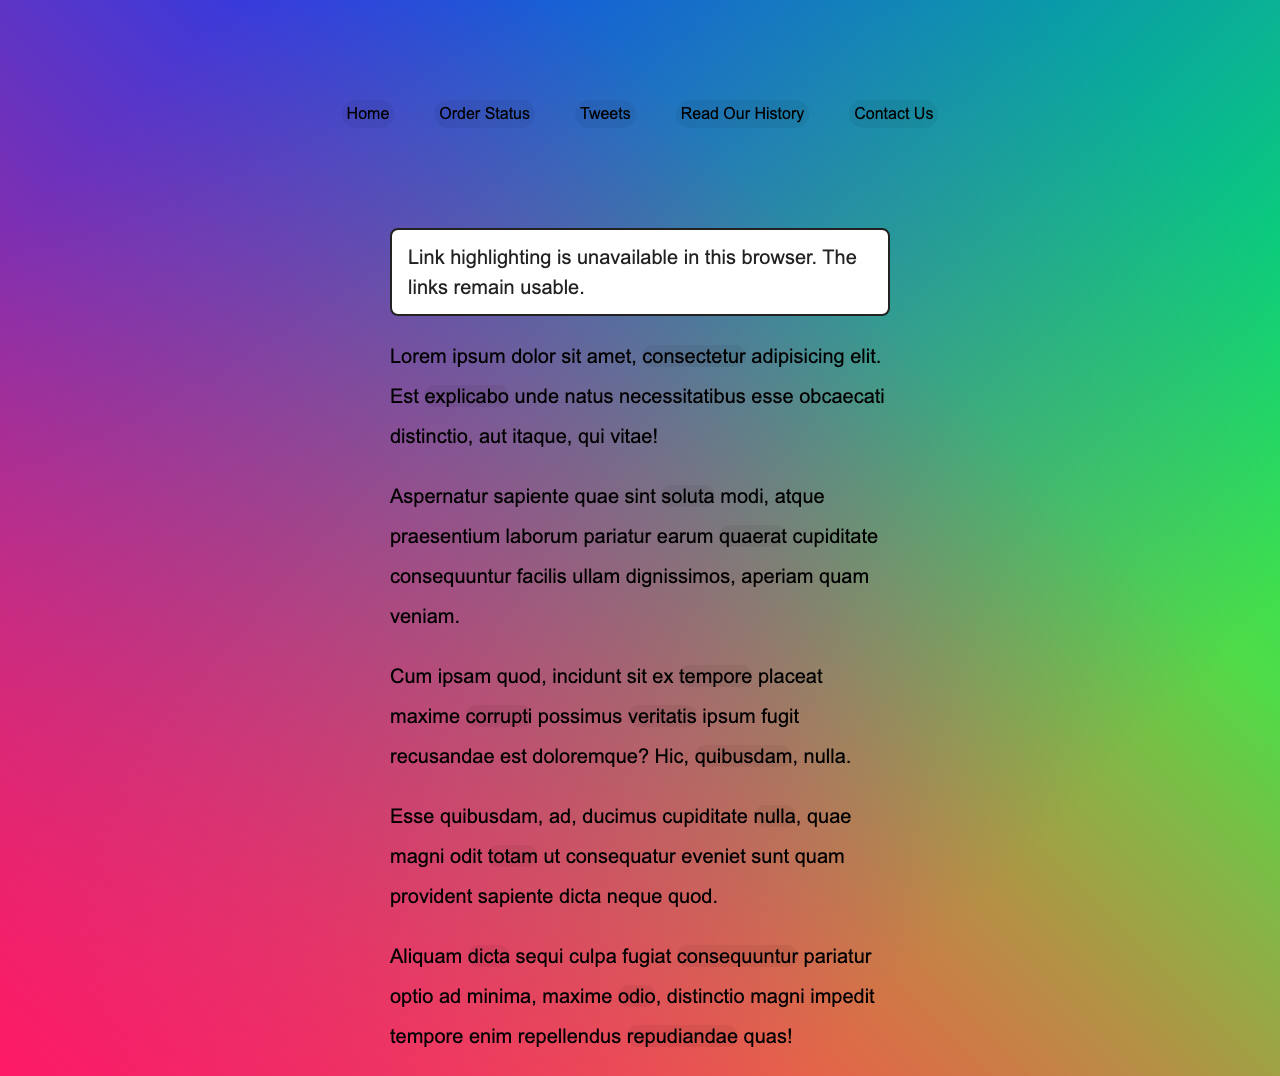 Home Order Status Tweets Read Our History Contact Us
Link highlighting is unavailable in this browser. The
links remain usable.
Lorem ipsum dolor sit amet, consectetur adipisicing elit.
Est explicabo unde natus necessitatibus esse obcaecati
distinctio, aut itaque, qui vitae!
Aspernatur sapiente quae sint soluta modi, atque
praesentium laborum pariatur earum quaerat cupiditate
consequuntur facilis ullam dignissimos, aperiam quam
veniam.
Cum ipsam quod, incidunt sit ex tempore placeat
maxime corrupti possimus veritatis ipsum fugit
recusandae est doloremque? Hic, quibusdam, nulla.
Esse quibusdam, ad, ducimus cupiditate nulla, quae
magni odit totam ut consequatur eveniet sunt quam
provident sapiente dicta neque quod.
Aliquam dicta sequi culpa fugiat consequuntur pariatur
optio ad minima, maxime odio, distinctio magni impedit
tempore enim repellendus repudiandae quas!